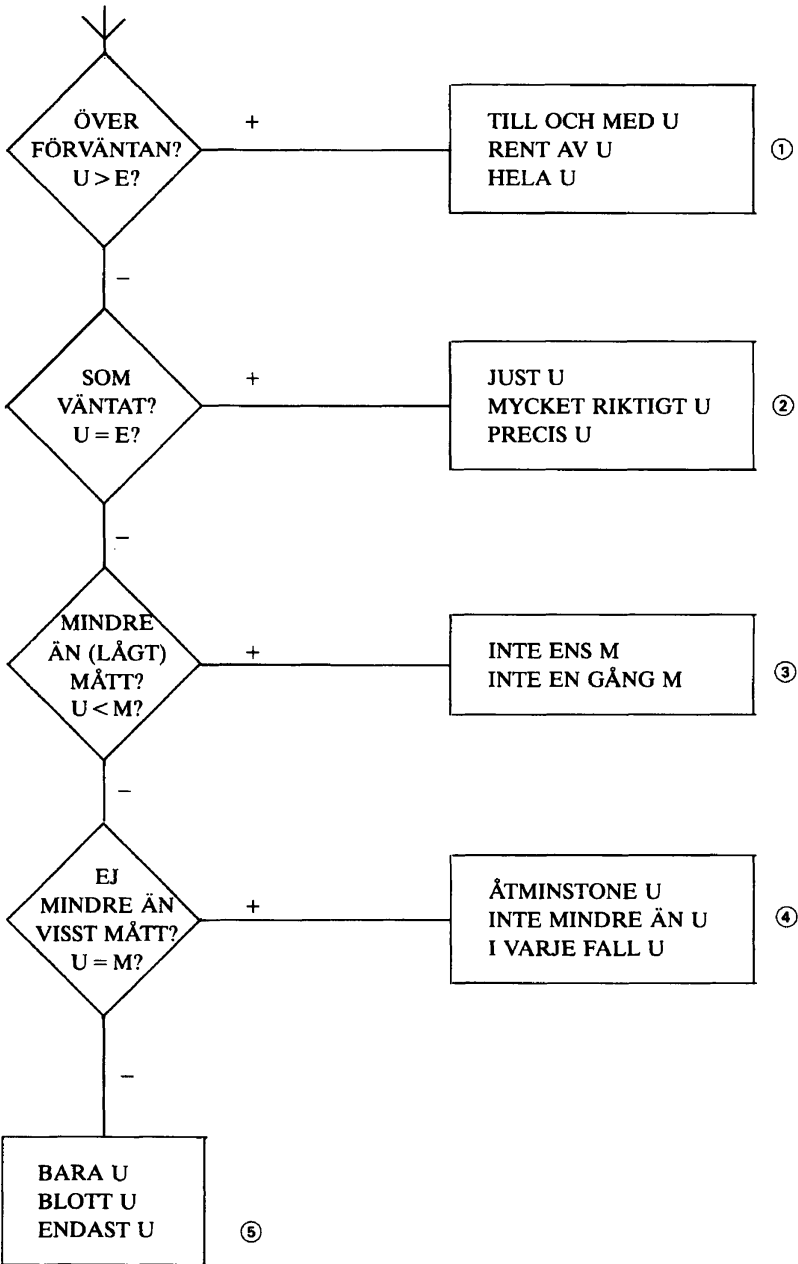 ÖVER
FÖRVÄNTAN?
U > E?
+
TILL OCH MED U
RENT AV U
HELA U
①
−
SOM
VÄNTAT?
U = E?
+
JUST U
MYCKET RIKTIGT U
PRECIS U
②
−
MINDRE
ÄN (LÅGT)
MÅTT?
U < M?
+
INTE ENS M
INTE EN GÅNG M
③
−
EJ
MINDRE ÄN
VISST MÅTT?
U = M?
+
ÅTMINSTONE U
INTE MINDRE ÄN U
I VARJE FALL U
④
−
BARA U
BLOTT U
ENDAST U
⑤